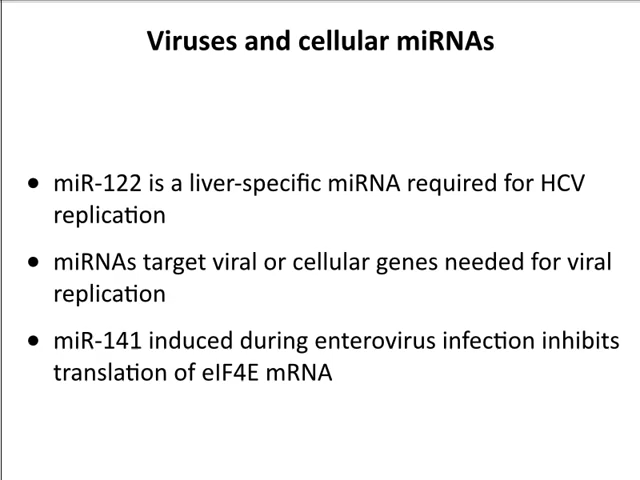 Viruses and cellular miRNAs
• miR-122 is a liver-specific miRNA required for HCV
replication
• miRNAs target viral or cellular genes needed for viral
replication
• miR-141 induced during enterovirus infection inhibits
translation of eIF4E mRNA